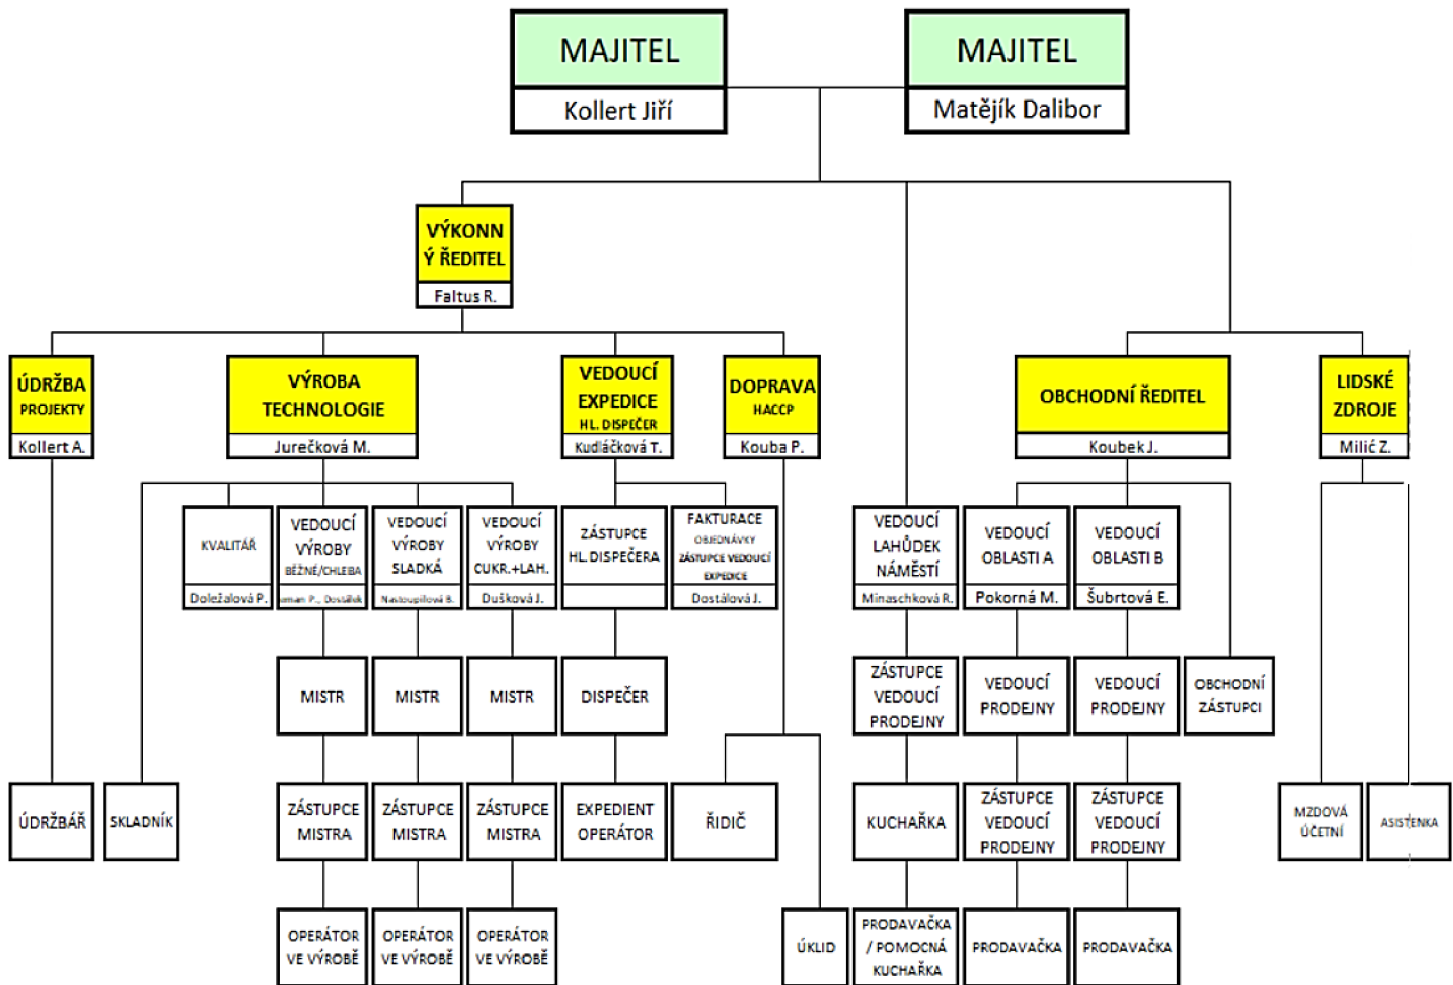 MAJITEL
Kollert Jiří
MAJITEL
Matějík Dalibor
VÝKONN
Ý ŘEDITEL
Faltus R.
ÚDRŽBA
PROJEKTY
Kollert A.
VÝROBA
TECHNOLOGIE
Jurečková M.
VEDOUCÍ
EXPEDICE
HL. DISPEČER
Kudláčková T.
DOPRAVA
HACCP
Kouba P.
OBCHODNÍ ŘEDITEL
Koubek J.
LIDSKÉ
ZDROJE
Milić Z.
KVALITÁŘ
Doležalová P.
VEDOUCÍ
VÝROBY
BĚŽNÉ/CHLEBA
P., Dostálek
VEDOUCÍ
VÝROBY
SLADKÁ
Nastoupilová B.
VEDOUCÍ
VÝROBY
CUKR.+LAH.
Dušková J.
ZÁSTUPCE
HL. DISPEČERA
FAKTURACE
OBJEDNÁVKY
ZÁSTUPCE VEDOUCÍ
EXPEDICE
Dostálová J.
VEDOUCÍ
LAHŮDEK
NÁMĚSTÍ
Minaschková R.
VEDOUCÍ
OBLASTI A
Pokorná M.
VEDOUCÍ
OBLASTI B
Šubrtová E.
MISTR
MISTR
MISTR
DISPEČER
ZÁSTUPCE
VEDOUCÍ
PRODEJNY
VEDOUCÍ
PRODEJNY
VEDOUCÍ
PRODEJNY
OBCHODNÍ
ZÁSTUPCI
ÚDRŽBÁŘ
SKLADNÍK
ZÁSTUPCE
MISTRA
ZÁSTUPCE
MISTRA
ZÁSTUPCE
MISTRA
EXPEDIENT
OPERÁTOR
ŘIDIČ
KUCHAŘKA
ZÁSTUPCE
VEDOUCÍ
PRODEJNY
ZÁSTUPCE
VEDOUCÍ
PRODEJNY
MZDOVÁ
ÚČETNÍ
ASISTENKA
OPERÁTOR
VE VÝROBĚ
OPERÁTOR
VE VÝROBĚ
OPERÁTOR
VE VÝROBĚ
ÚKLID
PRODAVAČKA
/ POMOCNÁ
KUCHAŘKA
PRODAVAČKA
PRODAVAČKA